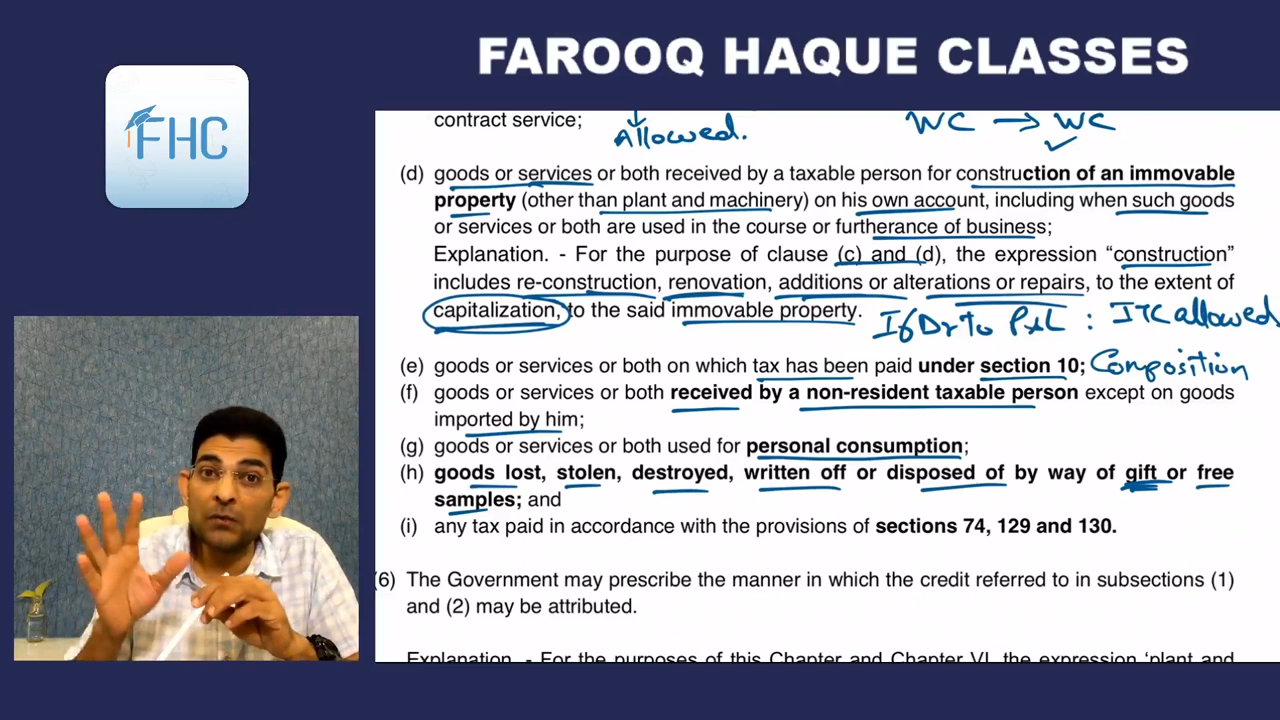 FAROOQ HAQUE CLASSES
FHC
contract service;
Allowed.
WC → WC ✓
(d) goods or services or both received by a taxable person for construction of an immovable
property (other than plant and machinery) on his own account, including when such goods
or services or both are used in the course or furtherance of business;
Explanation. - For the purpose of clause (c) and (d), the expression “construction”
includes re-construction, renovation, additions or alterations or repairs, to the extent of
capitalization, to the said immovable property.
If Dr to P&L : ITC allowed
(e) goods or services or both on which tax has been paid under section 10; Composition
(f) goods or services or both received by a non-resident taxable person except on goods
imported by him;
(g) goods or services or both used for personal consumption;
(h) goods lost, stolen, destroyed, written off or disposed of by way of gift or free
samples; and
(i) any tax paid in accordance with the provisions of sections 74, 129 and 130.
(6) The Government may prescribe the manner in which the credit referred to in subsections (1)
and (2) may be attributed.
Explanation. - For the purposes of this Chapter and Chapter VI, the expression ‘plant and